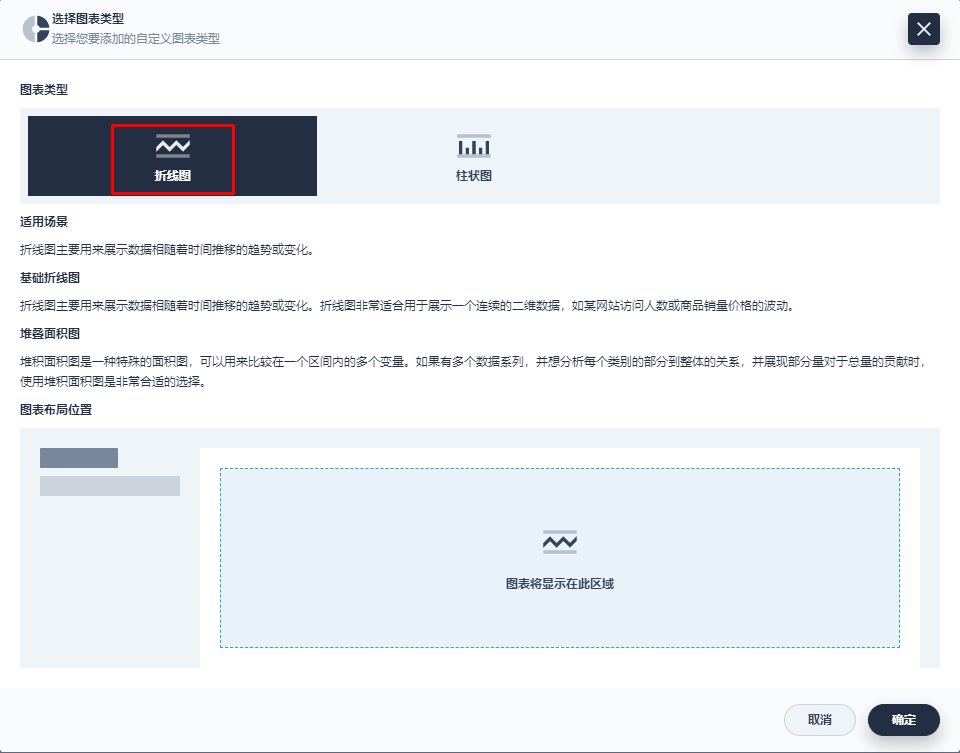 选择图表类型
选择您要添加的自定义图表类型
图表类型
折线图
柱状图
适用场景
折线图主要用来展示数据相随着时间推移的趋势或变化。
基础折线图
折线图主要用来展示数据相随着时间推移的趋势或变化。折线图非常适合用于展示一个连续的二维数据，如某网站访问人数或商品销量价格的波动。
堆叠面积图
堆积面积图是一种特殊的面积图，可以用来比较在一个区间内的多个变量。如果有多个数据系列，并想分析每个类别的部分到整体的关系，并展现部分量对于总量的贡献时，
使用堆积面积图是非常合适的选择。
图表布局位置
图表将显示在此区域
取消
确定